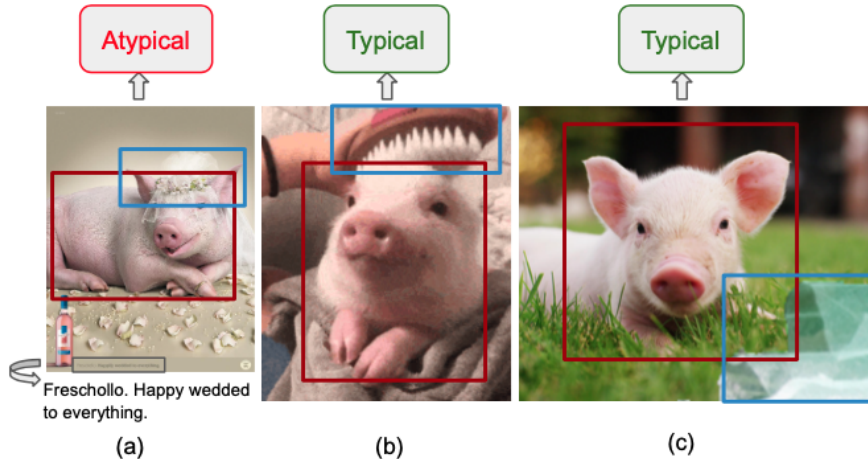 Atypical
Typical
Typical
Freschollo. Happy wedded
to everything.
(a)
(b)
(c)